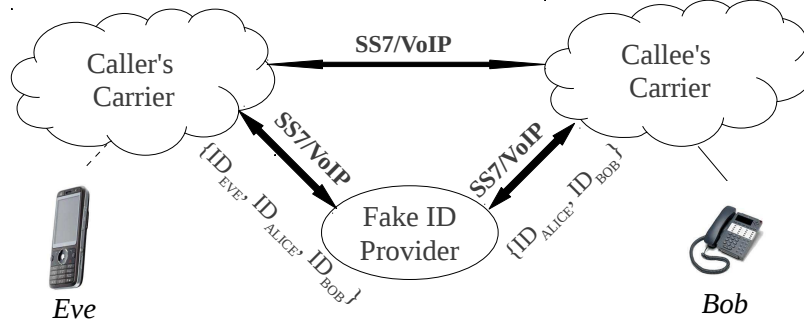 SS7/VoIP
Caller's
Carrier
Callee's
Carrier
SS7/VoIP
SS7/VoIP
{ID_EVE, ID_ALICE, ID_BOB}
Fake ID
Provider
{ID_ALICE, ID_BOB}
Eve
Bob